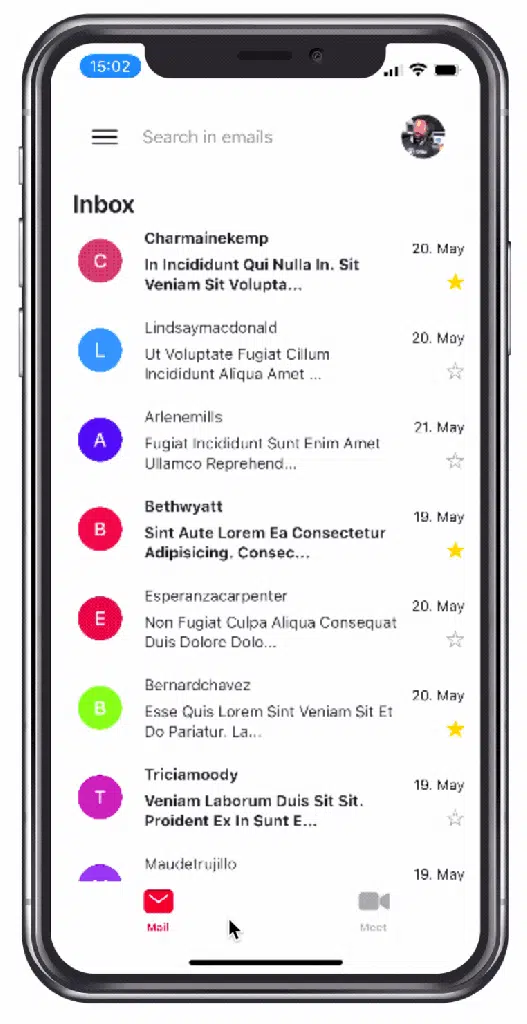 15:02
Search in emails
Inbox
Charmainekemp
20. May
C
In Incididunt Qui Nulla In. Sit
Veniam Sit Volupta...
Lindsaymacdonald
20. May
L
Ut Voluptate Fugiat Cillum
Incididunt Aliqua Amet ...
Arlenemills
21. May
A
Fugiat Incididunt Sunt Enim Amet
Ullamco Reprehend...
Bethwyatt
19. May
B
Sint Aute Lorem Ea Consectetur
Adipisicing. Consec...
Esperanzacarpenter
20. May
E
Non Fugiat Culpa Aliqua Consequat
Duis Dolore Dolo...
Bernardchavez
20. May
B
Esse Quis Lorem Sint Veniam Sit Et
Do Pariatur. La...
Triciamoody
19. May
T
Veniam Laborum Duis Sit Sit.
Proident Ex In Sunt E...
Maudetrujillo
19. May
Mail
Meet